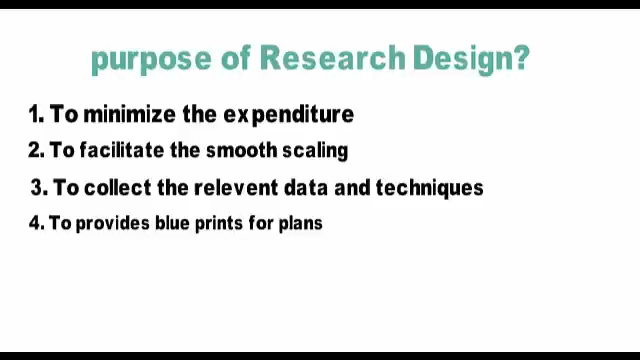 purpose of Research Design?
1. To minimize the expenditure
2. To facilitate the smooth scaling
3. To collect the relevent data and techniques
4. To provides blue prints for plans